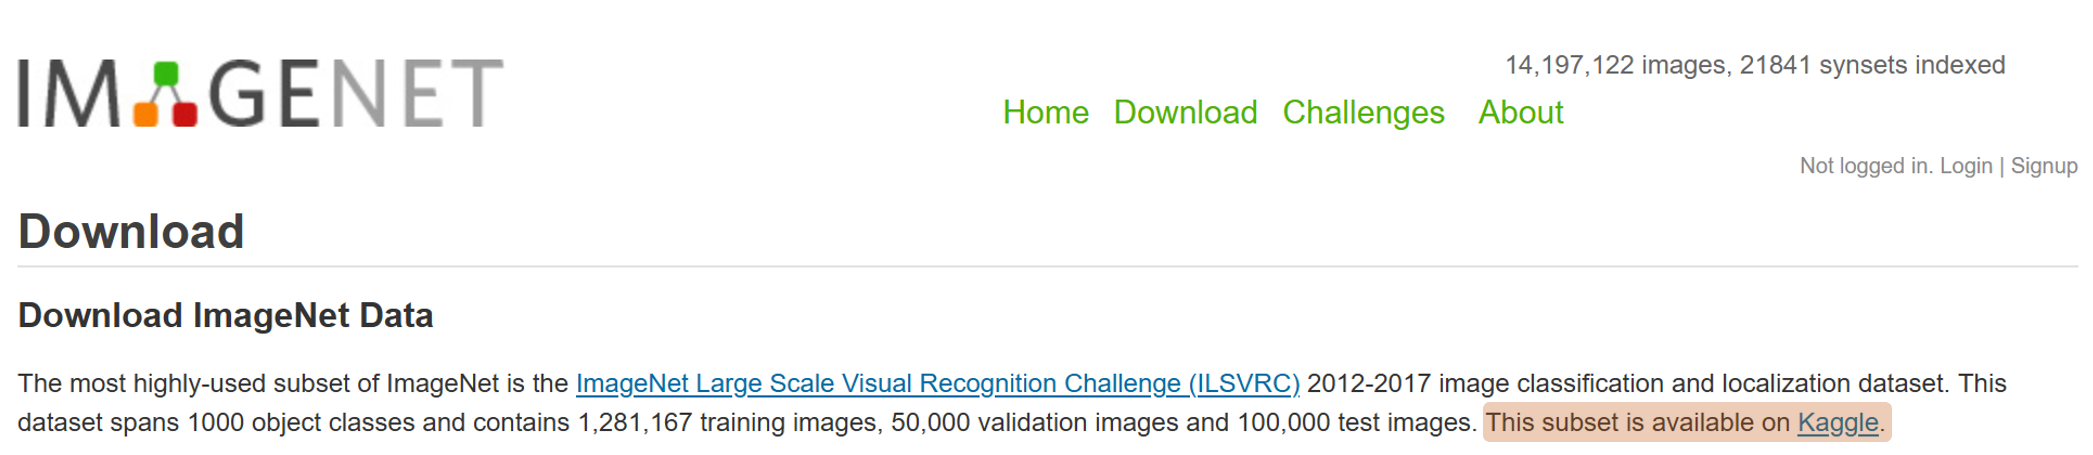 IMAGENET
14,197,122 images, 21841 synsets indexed
Home Download Challenges About
Not logged in. Login | Signup
Download
Download ImageNet Data
The most highly-used subset of ImageNet is the ImageNet Large Scale Visual Recognition Challenge (ILSVRC) 2012-2017 image classification and localization dataset. This
dataset spans 1000 object classes and contains 1,281,167 training images, 50,000 validation images and 100,000 test images. This subset is available on Kaggle.